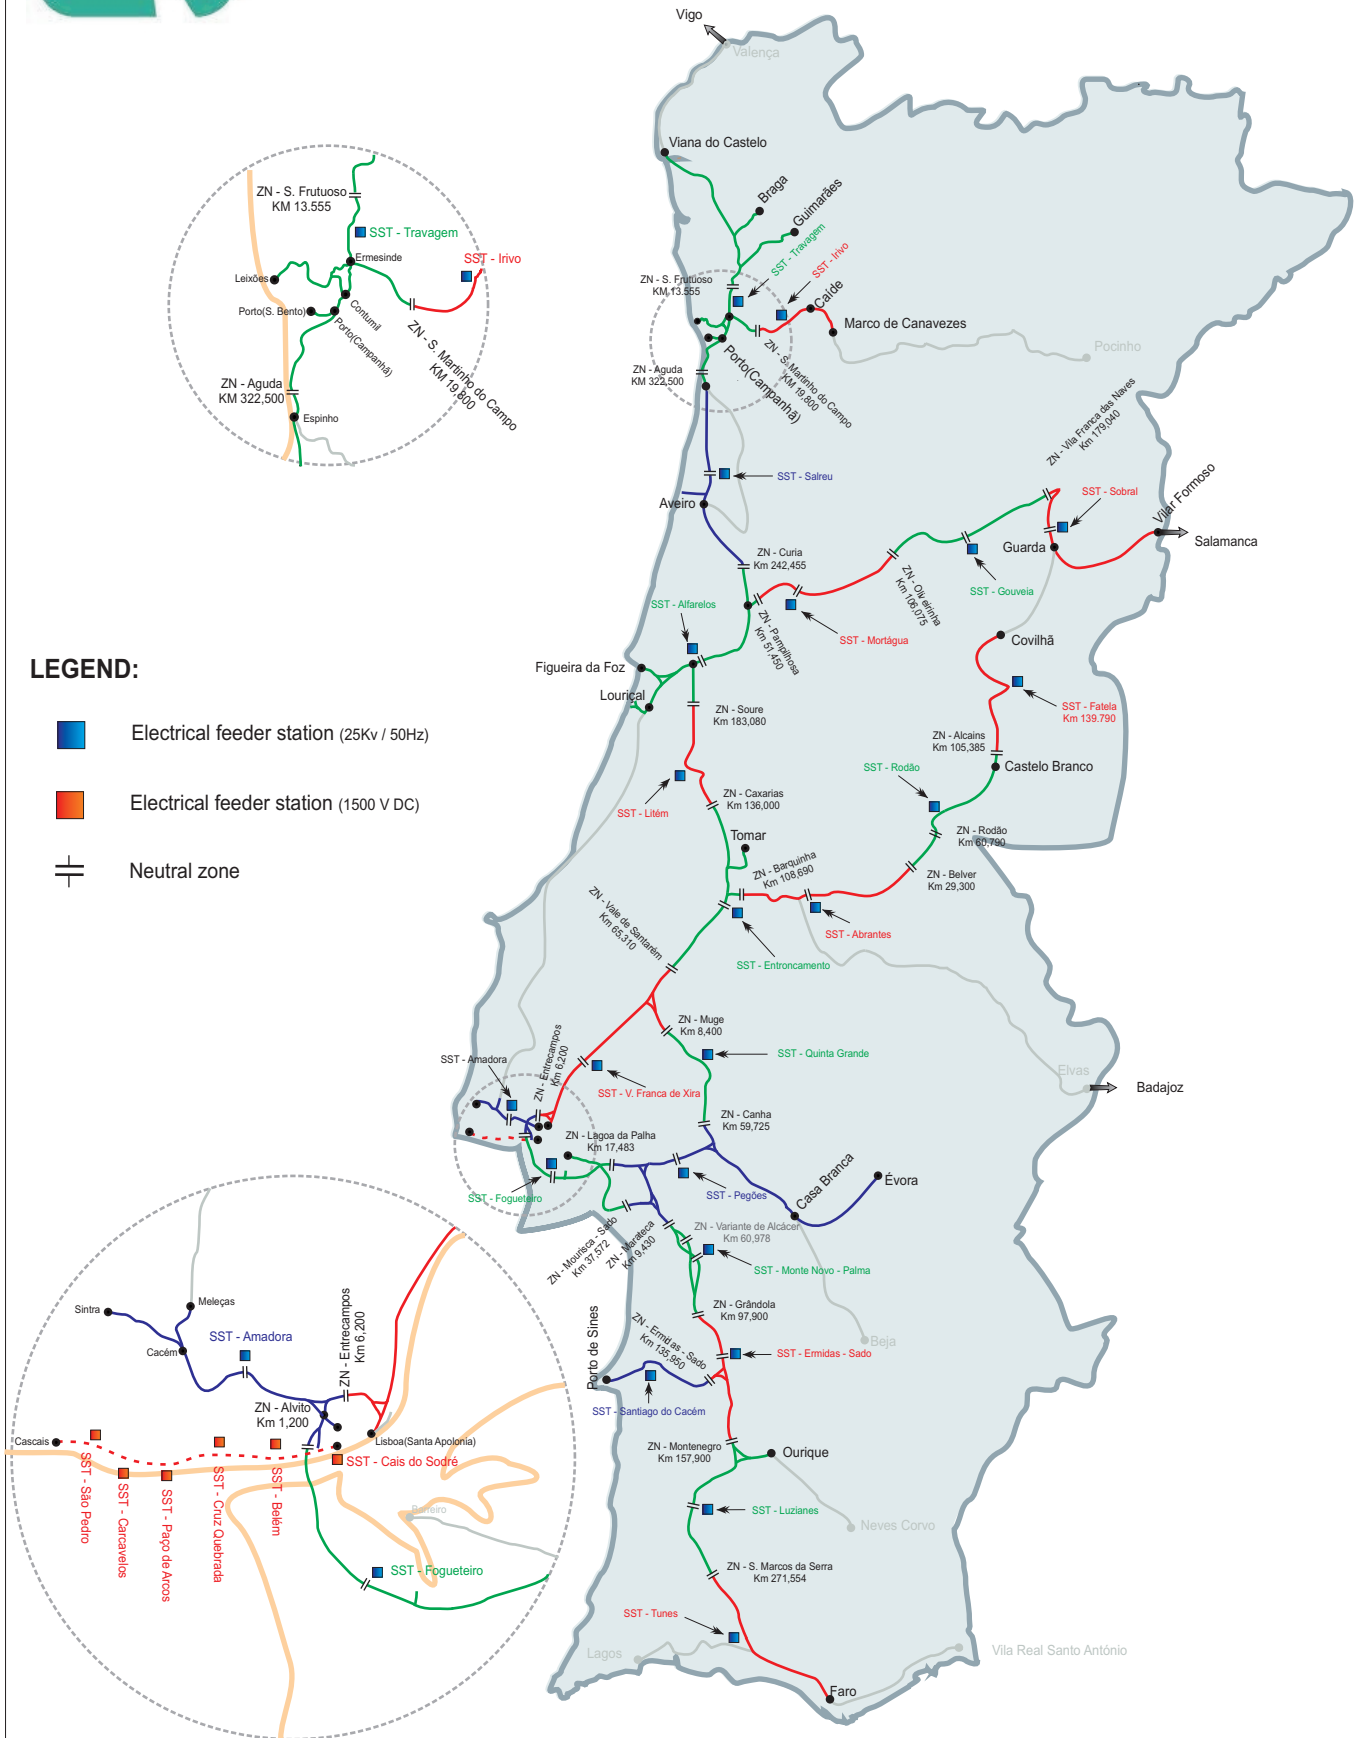 Vigo
Valença
Viana do Castelo
Braga
Guimarães
SST - Travagem
SST - Irivo
ZN - S. Frutuoso
KM 13.555
Caíde
Marco de Canavezes
Pocinho
Porto(Campanhã)
ZN - S. Martinho do Campo
KM 19,800
ZN - Aguda
KM 322,500
ZN - S. Frutuoso
KM 13.555
SST - Travagem
Ermesinde
SST - Irivo
Leixões
Contumil
Porto(S. Bento)
Porto(Campanhã)
ZN - S. Martinho do Campo
KM 19,800
ZN - Aguda
KM 322,500
Espinho
ZN - Vila Franca das Naves
Km 179,040
SST - Salreu
SST - Sobral
Vilar Formoso
Salamanca
Aveiro
Guarda
ZN - Curia
Km 242,455
ZN - Oliveirinha
Km 106,075
SST - Gouveia
SST - Alfarelos
ZN - Pampilhosa
Km 51,450
SST - Mortágua
Covilhã
Figueira da Foz
Louriçal
LEGEND:
Electrical feeder station (25Kv / 50Hz)
Electrical feeder station (1500 V DC)
Neutral zone
ZN - Soure
Km 183,080
SST - Fatela
Km 139.790
ZN - Alcains
Km 105,385
Castelo Branco
SST - Rodão
SST - Litém
ZN - Caxarias
Km 136,000
Tomar
ZN - Rodão
Km 60,790
ZN - Barquinha
Km 108,690
ZN - Belver
Km 29,300
ZN - Vale de Santarém
Km 65,310
SST - Abrantes
SST - Entroncamento
ZN - Muge
Km 8,400
SST - Quinta Grande
ZN - Entrecampos
Km 6,200
SST - Amadora
SST - V. Franca de Xira
Elvas
Badajoz
ZN - Canha
Km 59,725
ZN - Lagoa da Palha
Km 17,483
SST - Fogueteiro
SST - Pegões
Casa Branca
Évora
ZN - Mourisca - Sado
Km 37,572
ZN - Marateca
Km 9,430
ZN - Variante de Alcácer
Km 60,978
SST - Monte Novo - Palma
ZN - Grândola
Km 97,900
Porto de Sines
ZN - Ermidas - Sado
Km 135,950
SST - Ermidas - Sado
Beja
SST - Santiago do Cacém
ZN - Montenegro
Km 157,900
Ourique
SST - Luzianes
Neves Corvo
ZN - S. Marcos da Serra
Km 271,554
SST - Tunes
Lagos
Vila Real Santo António
Faro
Sintra
Meleças
Cacém
SST - Amadora
ZN - Entrecampos
Km 6,200
ZN - Alvito
Km 1,200
Cascais
Lisboa(Santa Apolonia)
SST - Cais do Sodré
SST - São Pedro
SST - Carcavelos
SST - Paço de Arcos
SST - Cruz Quebrada
SST - Belém
Barreiro
SST - Fogueteiro